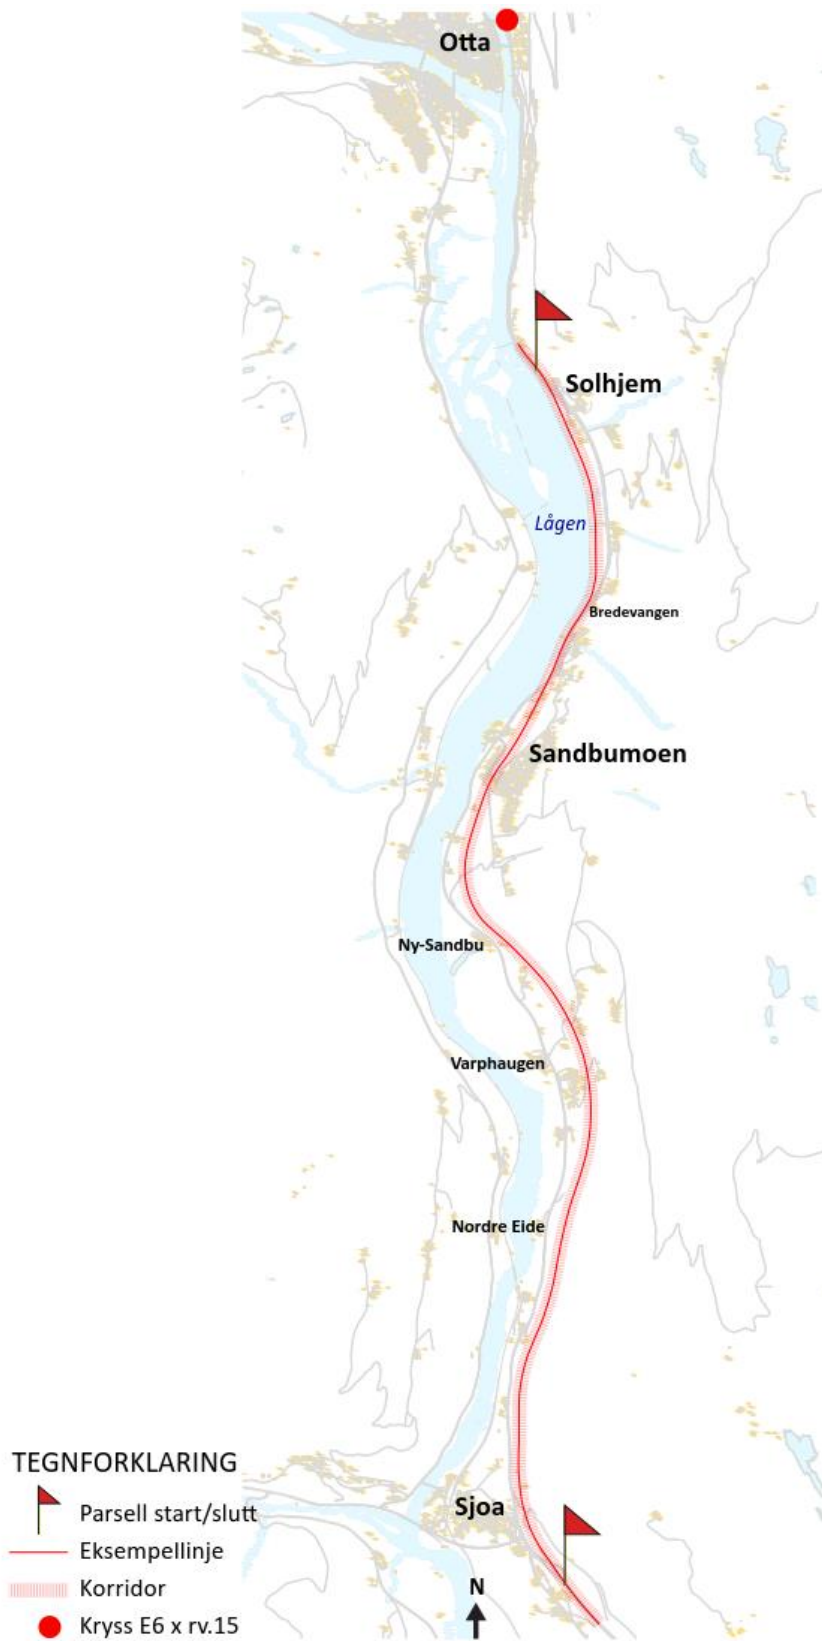 Otta
Solhjem
Lågen
Bredevangen
Sandbumoen
Ny-Sandbu
Varphaugen
Nordre Eide
TEGNFORKLARING
Parsell start/slutt
Eksempellinje
Korridor
Kryss E6 x rv.15
Sjoa
N